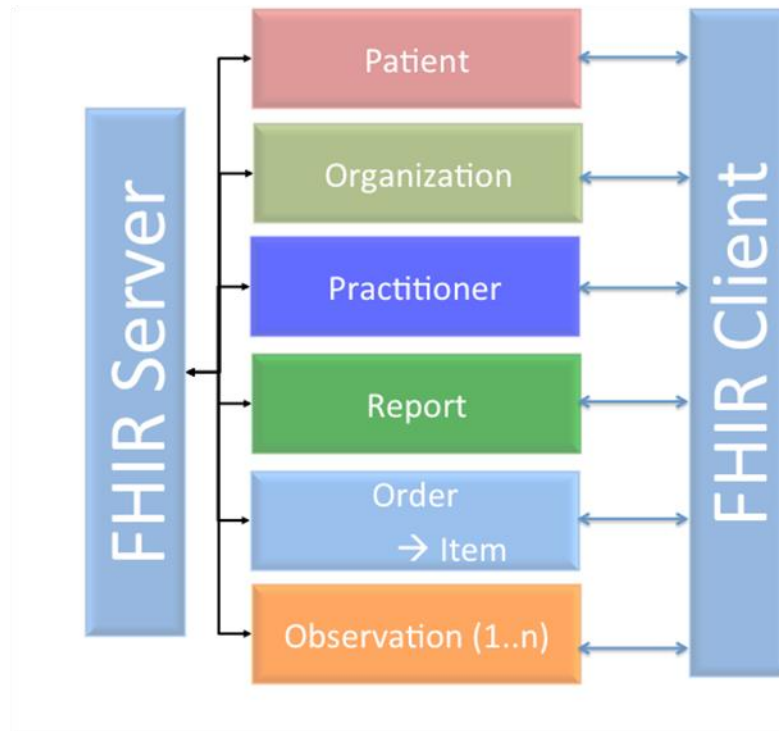 FHIR Server
Patient
Organization
Practitioner
Report
Order
→ Item
Observation (1..n)
FHIR Client